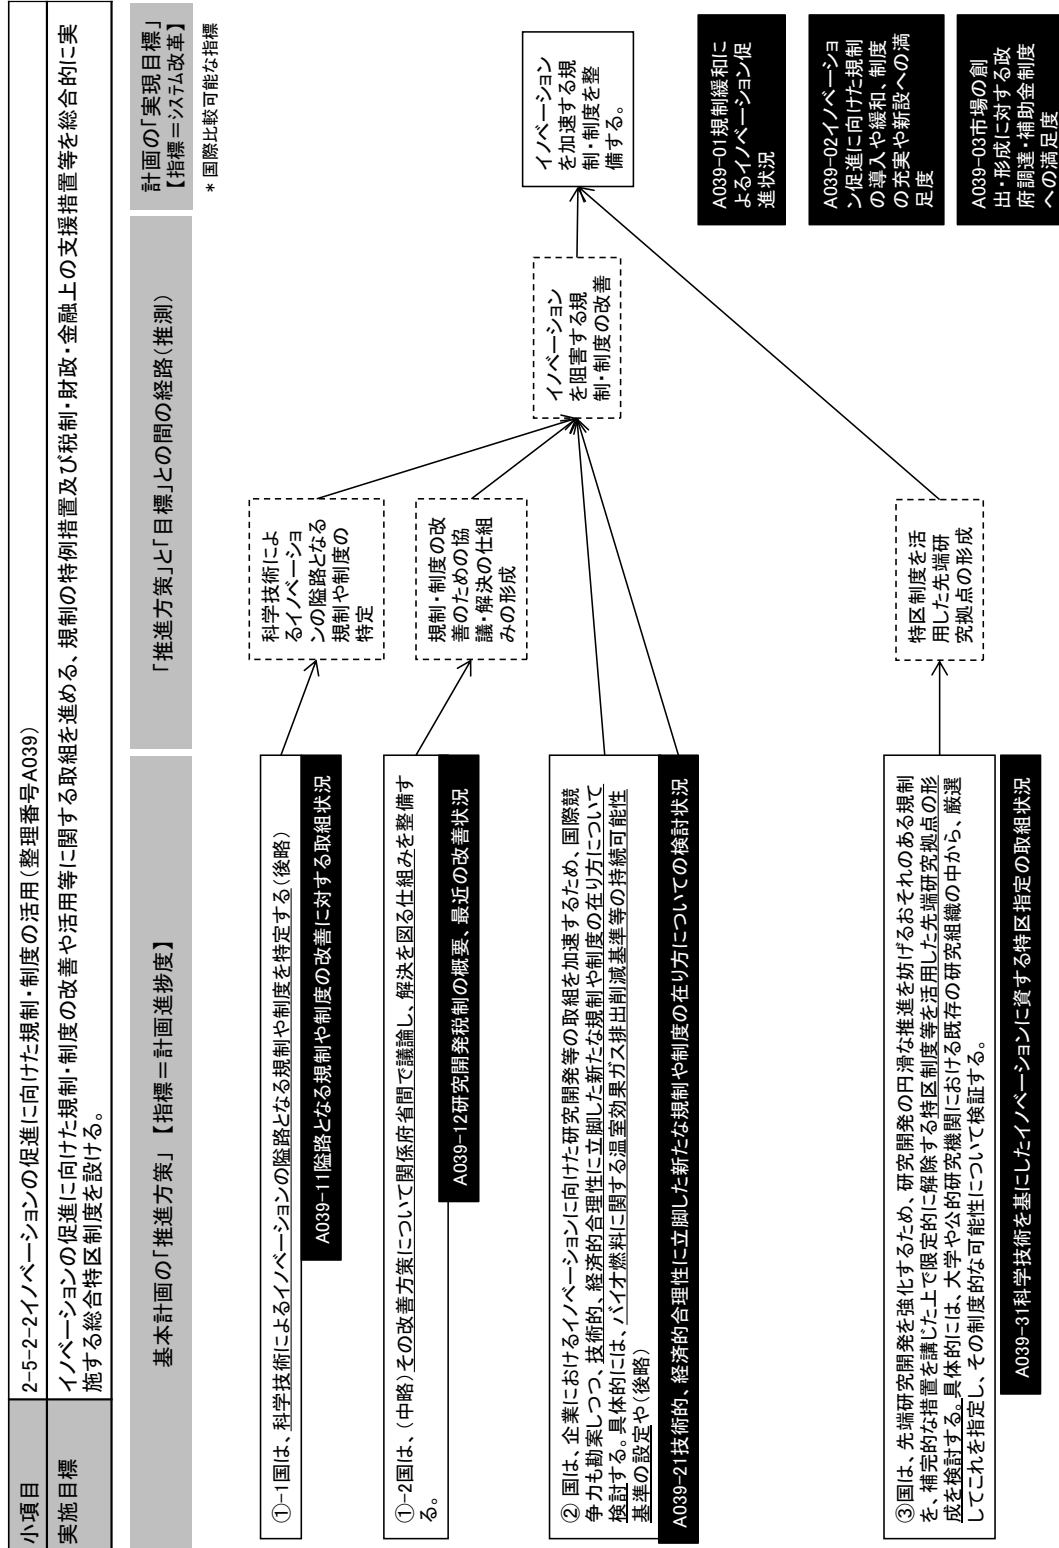 小項目
2-5-2-2イノベーションの促進に向けた規制・制度の活用(整理番号A039)
実施目標
イノベーションの促進に向けた規制・制度の改善や活用等に関する取組を進める、規制の特例措置及び税制・財政・金融上の支援措置等を総合的に実
施する総合特区制度を設ける。
基本計画の「推進方策」【指標=計画進捗度】
「推進方策」と「目標」との間の経路(推測)
計画の「実現目標」
【指標=システム改革】
*国際比較可能な指標
①-1国は、科学技術によるイノベーションの隘路となる規制や制度を特定する(後略)
A039-11隘路となる規制や制度の改善に対する取組状況
①-2国は、(中略)その改善方策について関係府省間で議論し、解決を図る仕組みを整備す
る。
A039-12研究開発税制の概要、最近の改善状況
② 国は、企業におけるイノベーションに向けた研究開発等の取組を加速するため、国際競
争力も勘案しつつ、技術的、経済的合理性に立脚した新たな規制や制度の在り方について
検討する。具体的には、バイオ燃料に関する温室効果ガス排出削減基準等の持続可能性
基準の設定や(後略)
A039-21技術的、経済的合理性に立脚した新たな規制や制度の在り方についての検討状況
③国は、先端研究開発を強化するため、研究開発の円滑な推進を妨げるおそれのある規制
を、補完的な措置を講じた上で限定的に解除する特区制度等を活用した先端研究拠点の形
成を検討する。具体的には、大学や公的研究機関における既存の研究組織の中から、厳選
してこれを指定し、その制度的な可能性について検証する。
A039-31科学技術を基にしたイノベーションに資する特区指定の取組状況
科学技術によ
るイノベーショ
ンの隘路となる
規制や制度の
特定
規制・制度の改
善のための協
議・解決の仕組
みの形成
特区制度を活
用した先端研
究拠点の形成
イノベーション
を阻害する規
制・制度の改善
イノベーション
を加速する規
制・制度を整
備する。
A039-01規制緩和に
よるイノベーション促
進状況
A039-02イノベーショ
ン促進に向けた規制
の導入や緩和、制度
の充実や新設への満
足度
A039-03市場の創
出・形成に対する政
府調達・補助金制度
への満足度